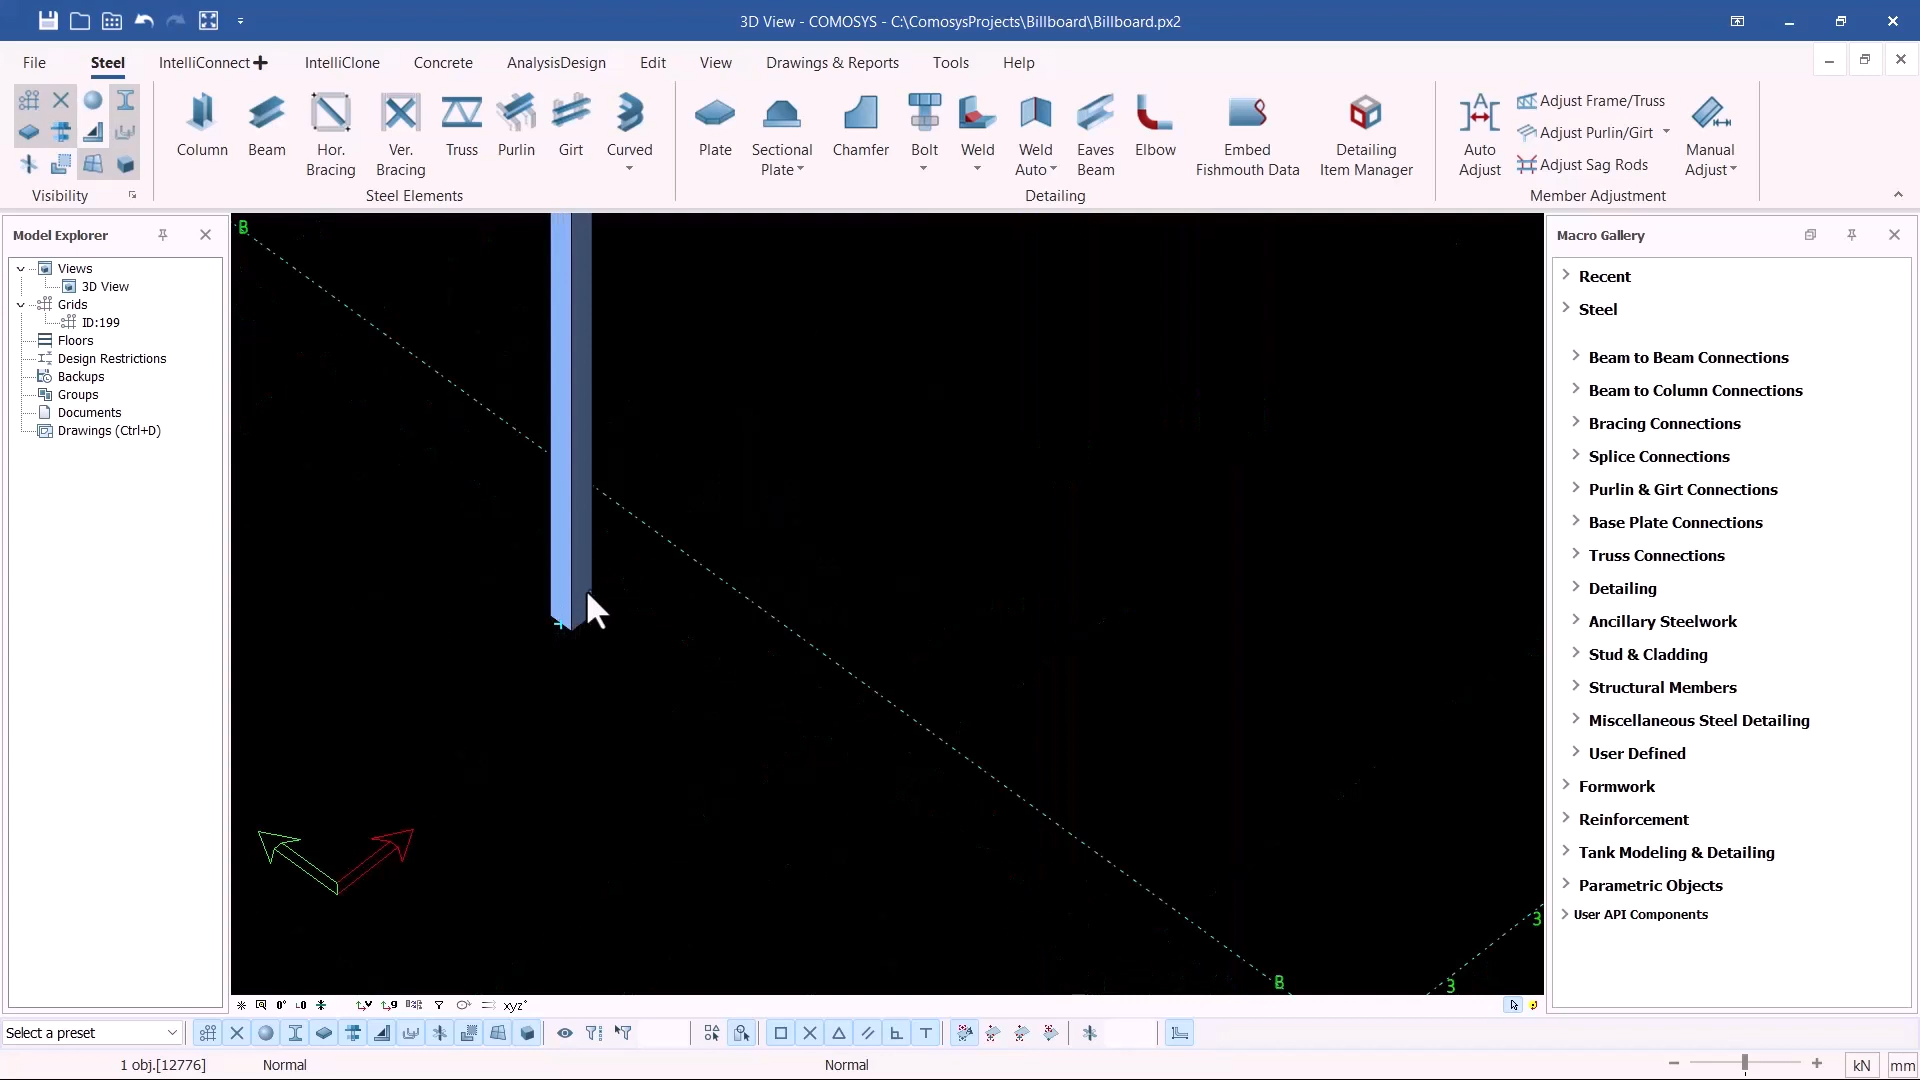 3D View - COMOSYS - C:\ComosysProjects\Billboard\Billboard.px2
File Steel IntelliConnect IntelliClone Concrete AnalysisDesign Edit View Drawings & Reports Tools Help
Column Beam Hor. Bracing Ver. Bracing Truss Purlin Girt Curved
Plate Sectional Plate Chamfer Bolt Weld Weld Auto Eaves Beam Elbow Embed Fishmouth Data Detailing Item Manager
Auto Adjust
Adjust Frame/Truss
Adjust Purlin/Girt
Adjust Sag Rods
Manual Adjust
Visibility Steel Elements Detailing Member Adjustment
Model Explorer
Views
3D View
Grids
ID:199
Floors
Design Restrictions
Backups
Groups
Documents
Drawings (Ctrl+D)
B
B
3
3
Macro Gallery
Recent
Steel
Beam to Beam Connections
Beam to Column Connections
Bracing Connections
Splice Connections
Purlin & Girt Connections
Base Plate Connections
Truss Connections
Detailing
Ancillary Steelwork
Stud & Cladding
Structural Members
Miscellaneous Steel Detailing
User Defined
Formwork
Reinforcement
Tank Modeling & Detailing
Parametric Objects
User API Components
xyz
Select a preset
1 obj.[12776] Normal Normal kN mm